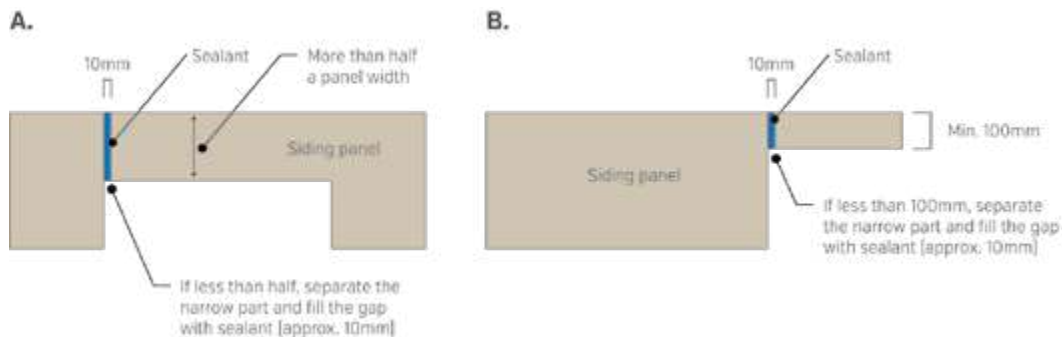 A.
10mm
Sealant
More than half
a panel width
Siding panel
If less than half, separate the
narrow part and fill the gap
with sealant (approx. 10mm)
B.
10mm
Sealant
Min. 100mm
Siding panel
If less than 100mm, separate
the narrow part and fill the gap
with sealant (approx. 10mm)